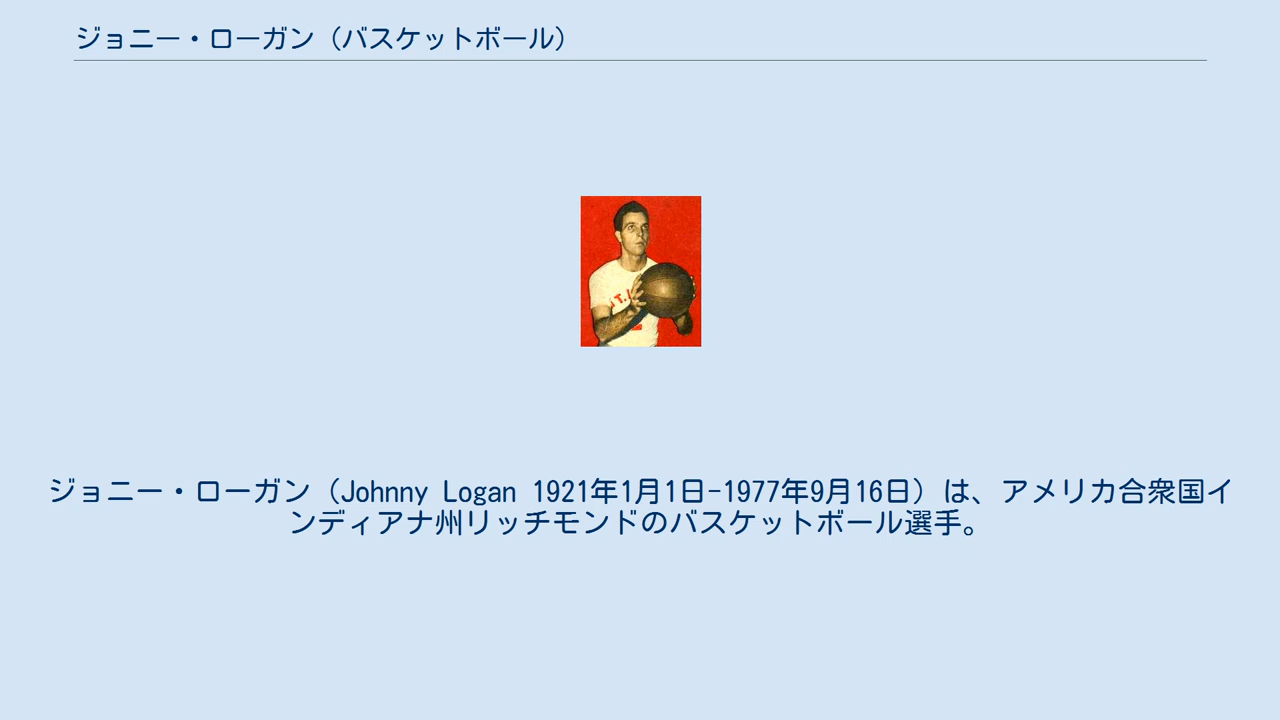 ジョニー・ローガン（バスケットボール）
ジョニー・ローガン（Johnny Logan 1921年1月1日-1977年9月16日）は、アメリカ合衆国イ
ンディアナ州リッチモンドのバスケットボール選手。